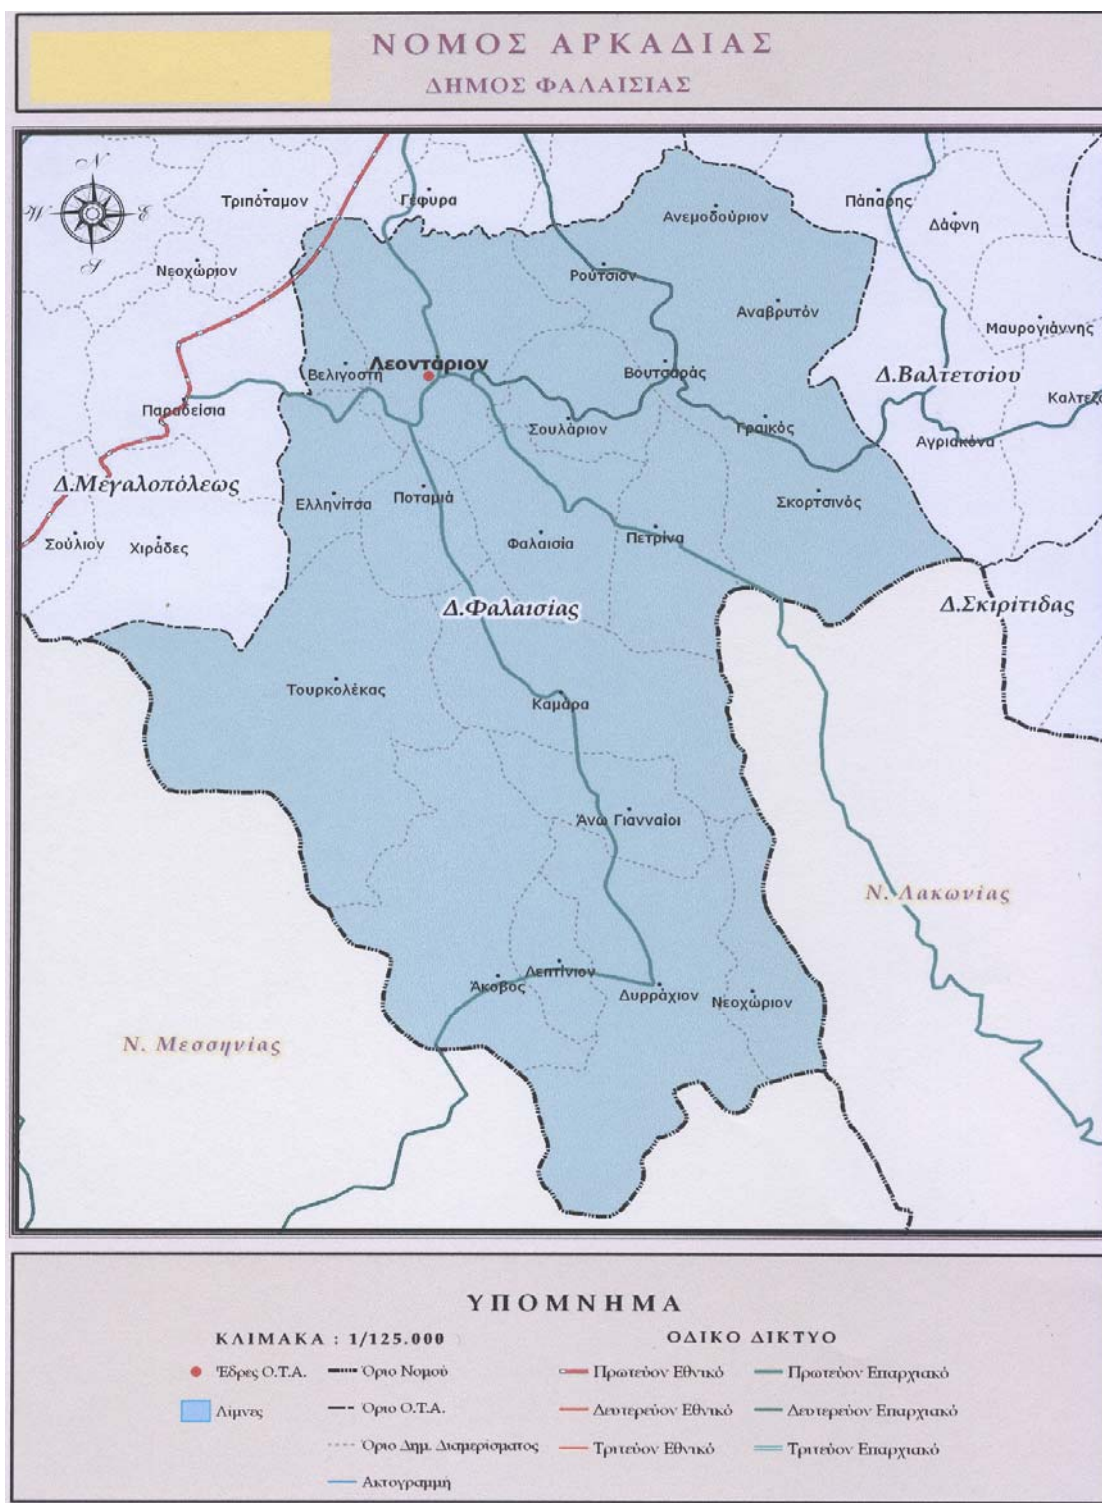 ΝΟΜΟΣ ΑΡΚΑΔΙΑΣ
ΔΗΜΟΣ ΦΑΛΑΙΣΙΑΣ
N
W
E
S
Τριπόταμον
Γέφυρα
Ανεμοδούριον
Πάπαρης
Δάφνη
Νεοχώριον
Ρούτσιον
Αναβρυτόν
Μαυρογιάννης
Λεοντάριον
Βελιγοστή
Βουτσαράς
Δ.Βαλτετσίου
Παραδείσια
Καλτεζ
Σουλάριον
Γραικός
Αγριακόνα
Δ.Μεγαλοπόλεως
Ελληνίτσα
Ποταμιά
Σκορτσινός
Σούλιον
Χιράδες
Φαλαισία
Πετρίνα
Δ.Φαλαισίας
Δ.Σκιρίτιδας
Τουρκολέκας
Καμάρα
Άνω Γιανναίοι
Ν. Λακωνίας
Άκοβος
Λεπτίνιον
Δυρράχιον
Νεοχώριον
Ν. Μεσσηνίας
ΥΠΟΜΝΗΜΑ
ΚΛΙΜΑΚΑ : 1/125.000
ΟΔΙΚΟ ΔΙΚΤΥΟ
Έδρες Ο.Τ.Α.
Όριο Νομού
Πρωτεύον Εθνικό
Πρωτεύον Επαρχιακό
Λίμνες
Όριο Ο.Τ.Α.
Δευτερεύον Εθνικό
Δευτερεύον Επαρχιακό
Όριο Δημ. Διαμερίσματος
Τριτεύον Εθνικό
Τριτεύον Επαρχιακό
Ακτογραμμή